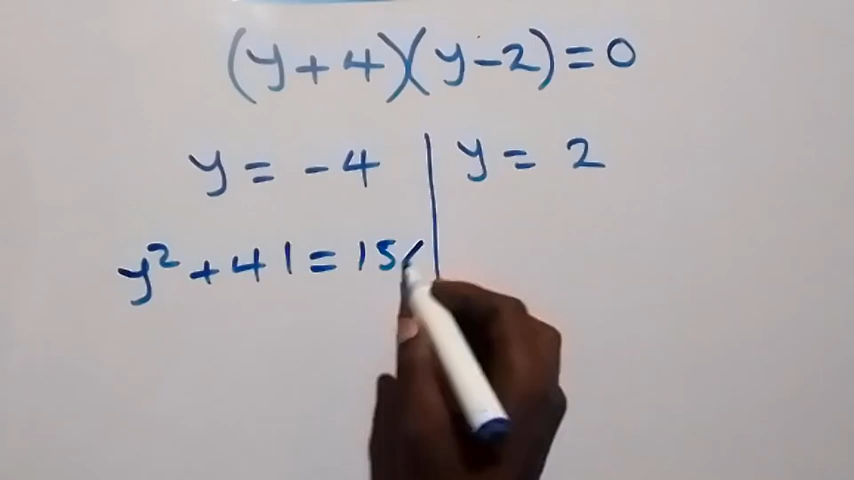 (y+4)(y-2)=0
y = -4 | y = 2
y² + 41 = 15